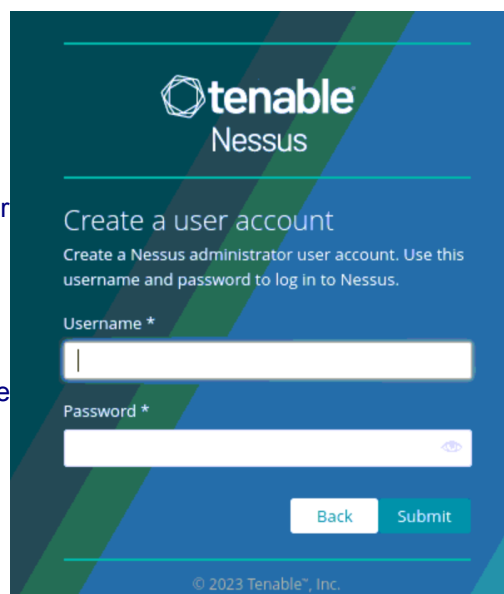 tenable
Nessus
r
Create a user account
Create a Nessus administrator user account. Use this
username and password to log in to Nessus.
Username *
e
Password *
Back Submit
© 2023 Tenable™, Inc.